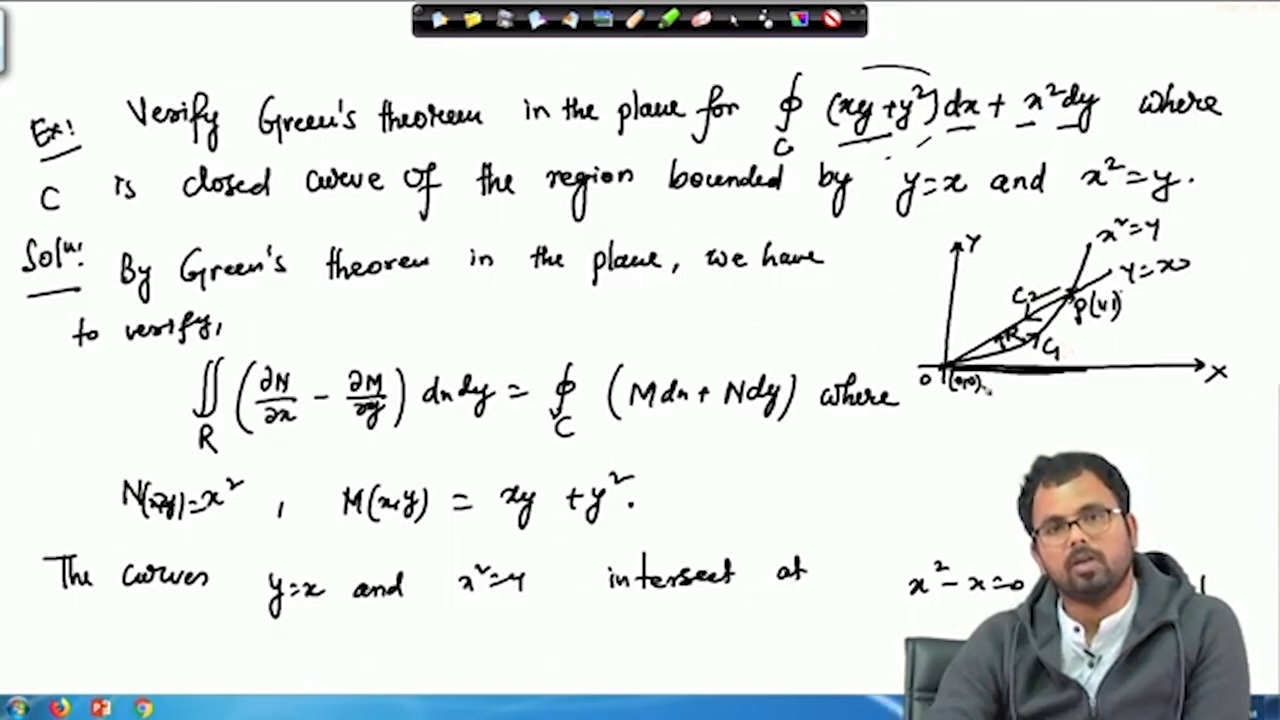 Ex: Verify Green's theorem in the plane for ∮_C (xy + y²) dx + x² dy where
C is closed curve of the region bounded by y=x and x²=y.
Soluⁿ: By Green's theorem in the plane, we have
to verify,
∬_R (∂N/∂x − ∂M/∂y) dx dy = ∮_C (M dx + N dy) where
N(x,y) = x² , M(x,y) = xy + y².
The curves y=x and x²=y intersect at x² − x = 0
Y
x²=y
y=x
C₂
P(1,1)
R
C₁
O
(0,0)
X